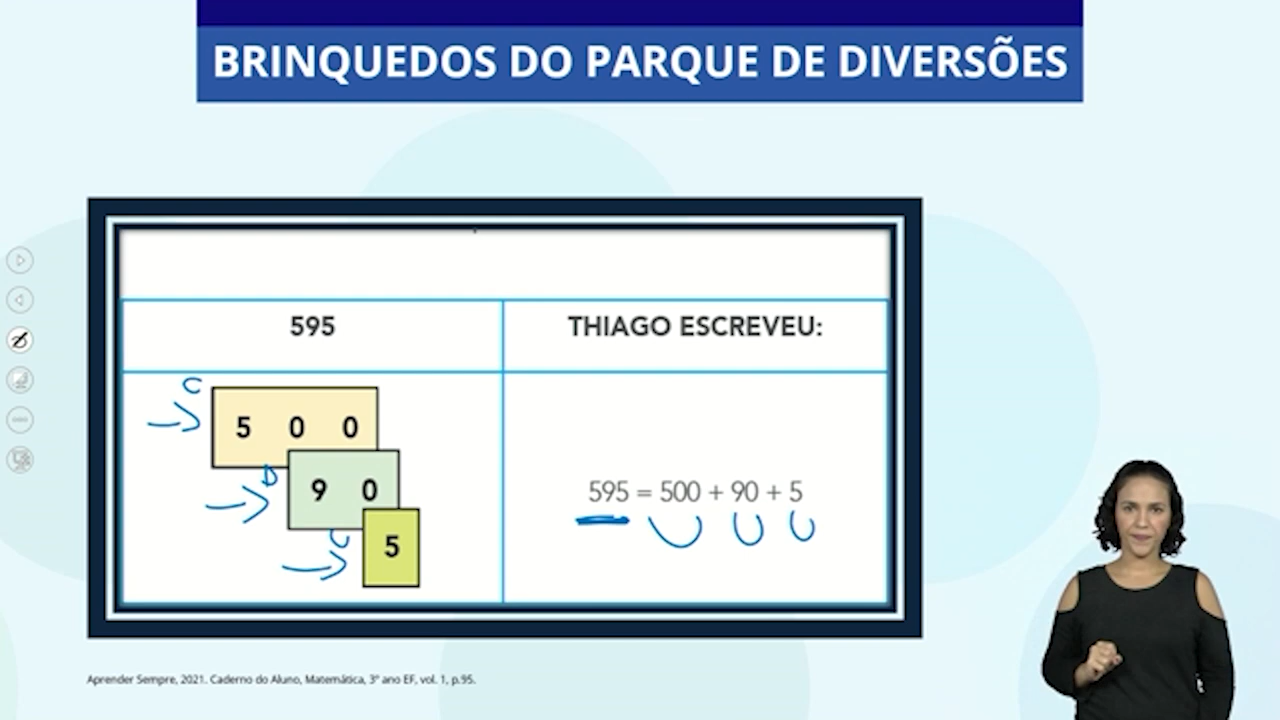 BRINQUEDOS DO PARQUE DE DIVERSÕES
595
THIAGO ESCREVEU:
C
5 0 0
D
9 0
595 = 500 + 90 + 5
5
Aprender Sempre, 2021. Caderno do Aluno, Matemática, 3º ano EF, vol. 1, p.95.